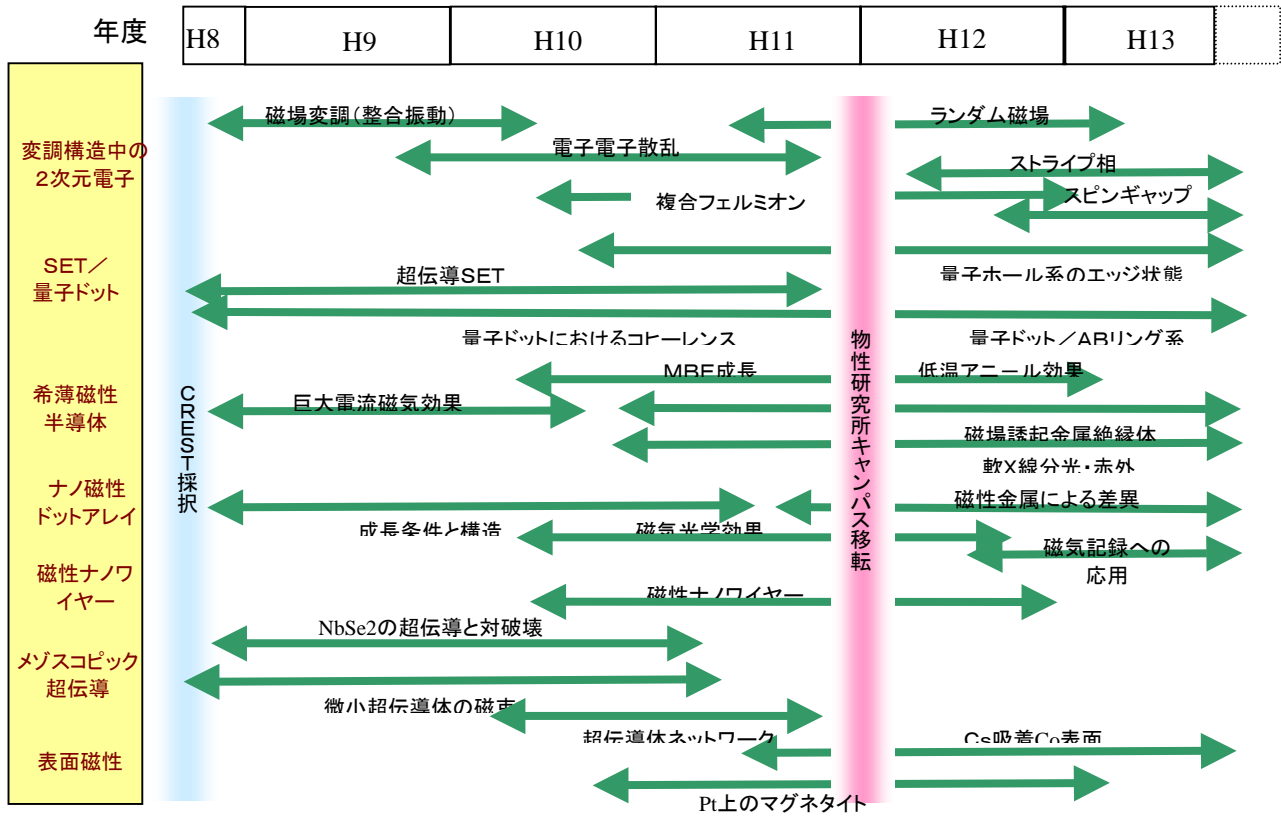 年度
H8 H9 H10 H11 H12 H13
磁場変調(整合振動)
ランダム磁場
変調構造中の
2次元電子
電子電子散乱
ストライプ相
複合フェルミオン
スピンギャップ
SET/
量子ドット
超伝導SET
量子ホール系のエッジ状態
量子ドットにおけるコヒーレンス
量子ドット/ABリング系
CREST採択
物性研究所キャンパス移転
希薄磁性
半導体
MBE成長
低温アニール効果
巨大電流磁気効果
磁場誘起金属絶縁体
軟X線分光・赤外
ナノ磁性
ドットアレイ
磁性金属による差異
成長条件と構造
磁気光学効果
磁気記録への
応用
磁性ナノワ
イヤー
磁性ナノワイヤー
NbSe2の超伝導と対破壊
メゾスコピック
超伝導
微小超伝導体の磁束
超伝導体ネットワーク
Cs吸着Co表面
表面磁性
Pt上のマグネタイト